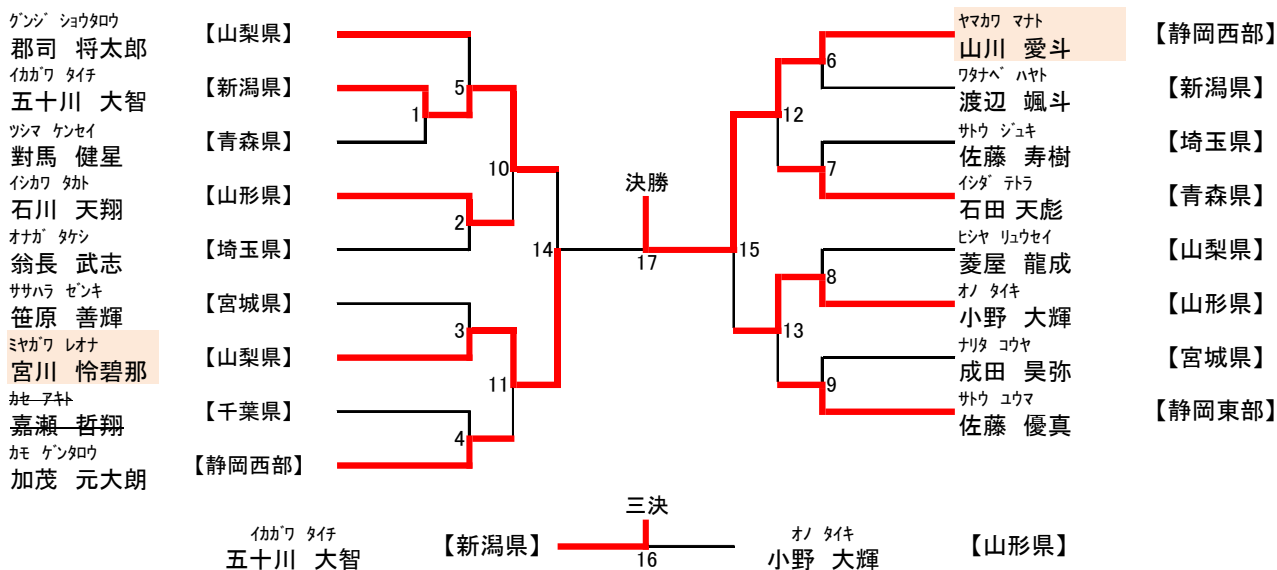 グンジ ショウタロウ
郡司 将太郎
【山梨県】
イカガワ タイチ
五十川 大智
【新潟県】
ツシマ ケンセイ
對馬 健星
【青森県】
イシカワ タカト
石川 天翔
【山形県】
オナガ タケシ
翁長 武志
【埼玉県】
ササハラ ゼンキ
笹原 善輝
【宮城県】
ミヤガワ レオナ
宮川 怜碧那
【山梨県】
カセ アキト
嘉瀬 哲翔
【千葉県】
カモ ゲンタロウ
加茂 元大朗
【静岡西部】
1
2
3
4
5
10
11
14
決勝
17
15
12
13
6
7
8
9
ヤマカワ マナト
山川 愛斗
【静岡西部】
ワタナベ ハヤト
渡辺 颯斗
【新潟県】
サトウ ジュキ
佐藤 寿樹
【埼玉県】
イシダ テトラ
石田 天彪
【青森県】
ヒシヤ リュウセイ
菱屋 龍成
【山梨県】
オノ タイキ
小野 大輝
【山形県】
ナリタ コウヤ
成田 昊弥
【宮城県】
サトウ ユウマ
佐藤 優真
【静岡東部】
三決
イカガワ タイチ
五十川 大智
【新潟県】
16
オノ タイキ
小野 大輝
【山形県】